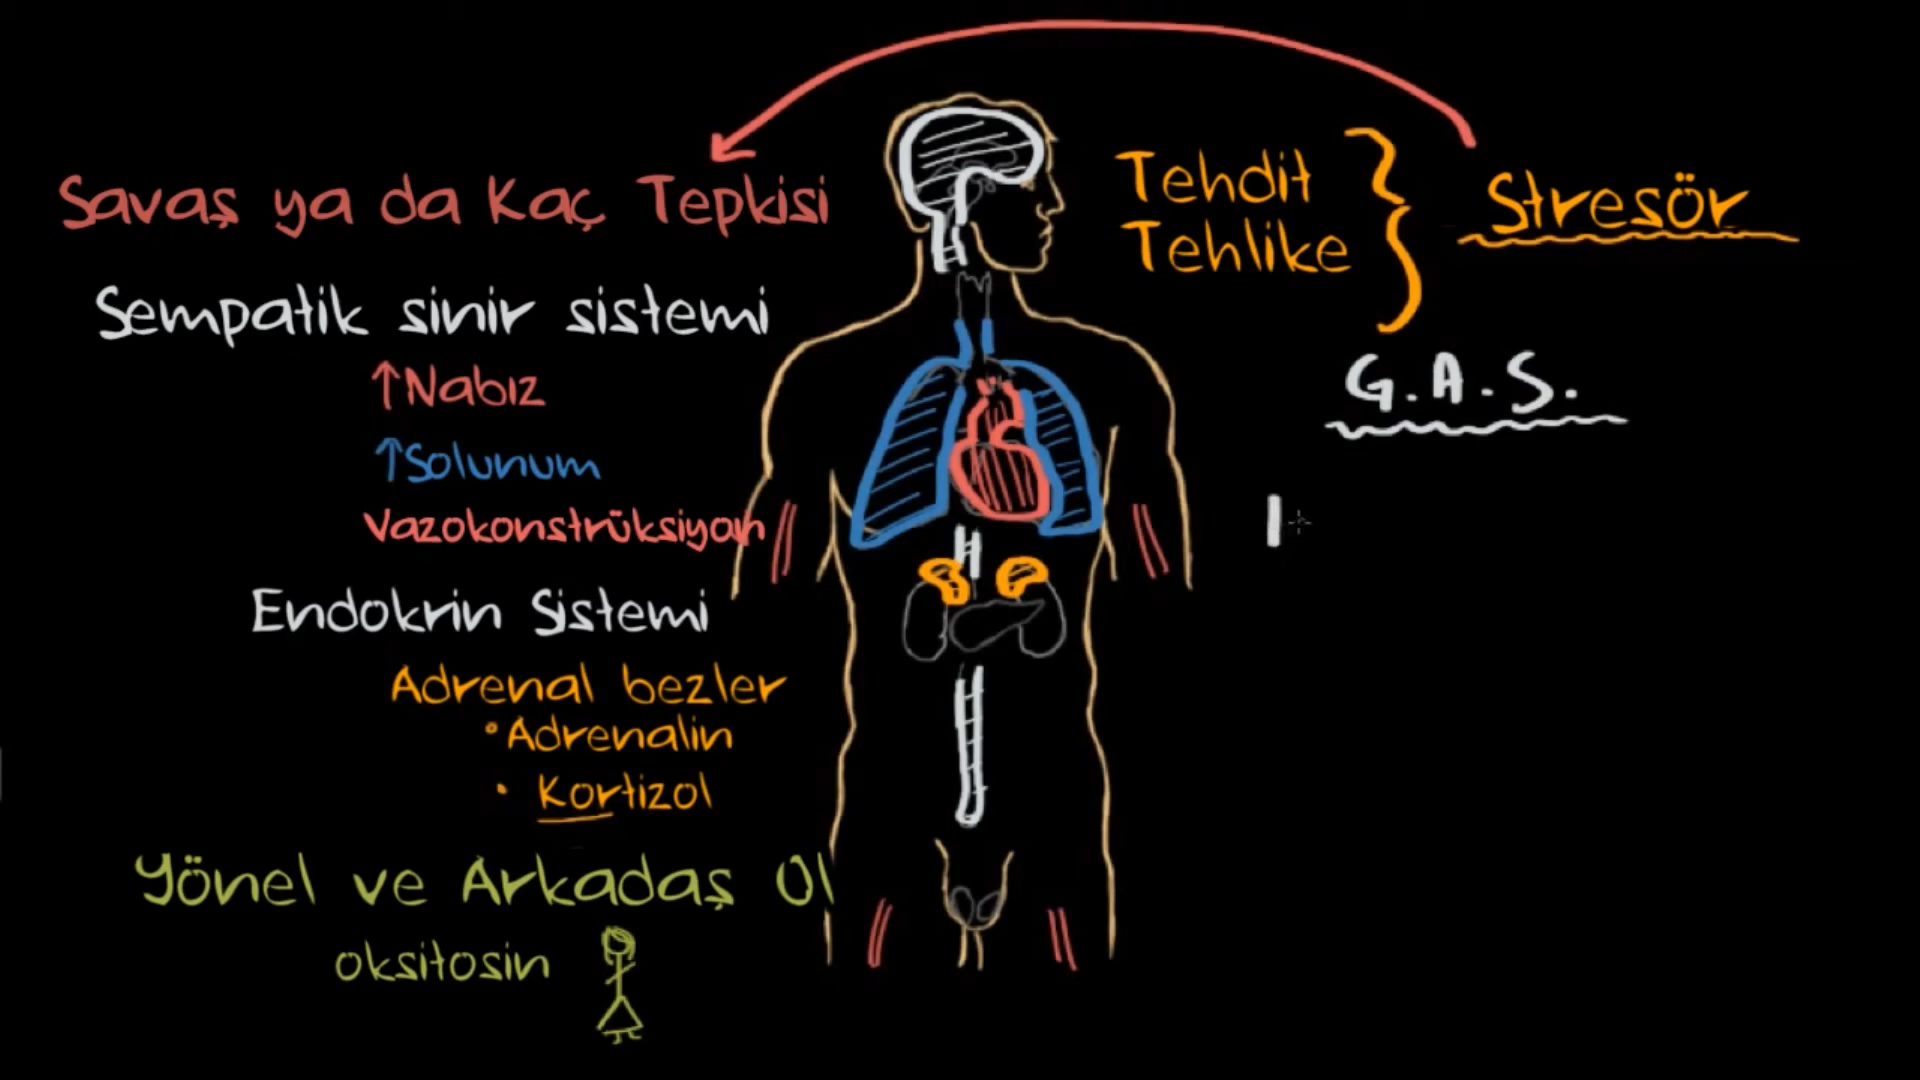 Savaş ya da Kaç Tepkisi
Sempatik sinir sistemi
↑Nabız
↑Solunum
Vazokonstrüksiyon
Endokrin Sistemi
Adrenal bezler
• Adrenalin
• Kortizol
Yönel ve Arkadaş Ol
oksitosin
Tehdit
Tehlike
Stresör
G.A.S.